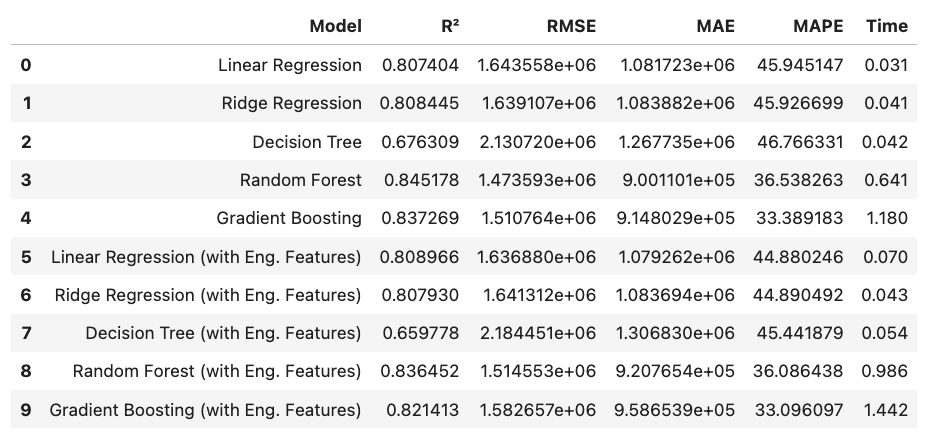 Model R² RMSE MAE MAPE Time
0 Linear Regression 0.807404 1.643558e+06 1.081723e+06 45.945147 0.031
1 Ridge Regression 0.808445 1.639107e+06 1.083882e+06 45.926699 0.041
2 Decision Tree 0.676309 2.130720e+06 1.267735e+06 46.766331 0.042
3 Random Forest 0.845178 1.473593e+06 9.001101e+05 36.538263 0.641
4 Gradient Boosting 0.837269 1.510764e+06 9.148029e+05 33.389183 1.180
5 Linear Regression (with Eng. Features) 0.808966 1.636880e+06 1.079262e+06 44.880246 0.070
6 Ridge Regression (with Eng. Features) 0.807930 1.641312e+06 1.083694e+06 44.890492 0.043
7 Decision Tree (with Eng. Features) 0.659778 2.184451e+06 1.306830e+06 45.441879 0.054
8 Random Forest (with Eng. Features) 0.836452 1.514553e+06 9.207654e+05 36.086438 0.986
9 Gradient Boosting (with Eng. Features) 0.821413 1.582657e+06 9.586539e+05 33.096097 1.442